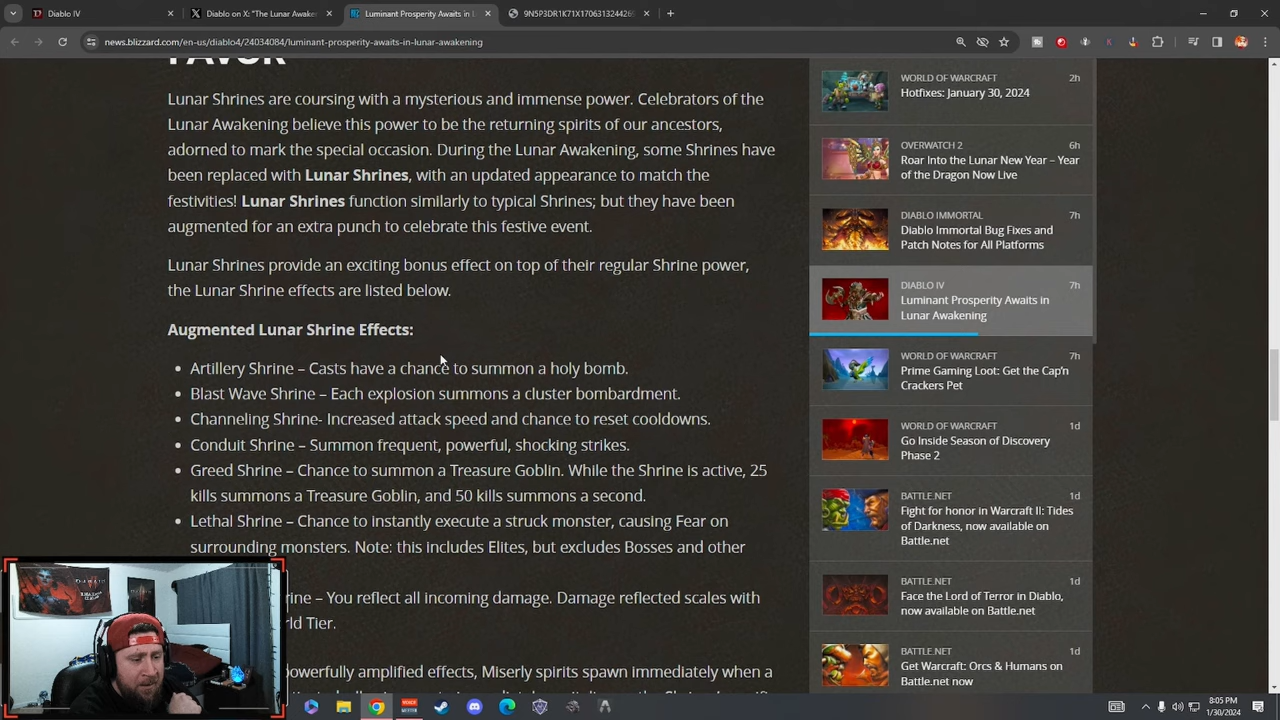 Diablo IV
Diablo on X: "The Lunar Awaken
Luminant Prosperity Awaits in L
9N5P3DR1K71X1706313244265
news.blizzard.com/en-us/diablo4/24034084/luminant-prosperity-awaits-in-lunar-awakening
FAVOR
Lunar Shrines are coursing with a mysterious and immense power. Celebrators of the
Lunar Awakening believe this power to be the returning spirits of our ancestors,
adorned to mark the special occasion. During the Lunar Awakening, some Shrines have
been replaced with Lunar Shrines, with an updated appearance to match the
festivities! Lunar Shrines function similarly to typical Shrines; but they have been
augmented for an extra punch to celebrate this festive event.
Lunar Shrines provide an exciting bonus effect on top of their regular Shrine power,
the Lunar Shrine effects are listed below.
Augmented Lunar Shrine Effects:
• Artillery Shrine – Casts have a chance to summon a holy bomb.
• Blast Wave Shrine – Each explosion summons a cluster bombardment.
• Channeling Shrine- Increased attack speed and chance to reset cooldowns.
• Conduit Shrine – Summon frequent, powerful, shocking strikes.
• Greed Shrine – Chance to summon a Treasure Goblin. While the Shrine is active, 25
kills summons a Treasure Goblin, and 50 kills summons a second.
• Lethal Shrine – Chance to instantly execute a struck monster, causing Fear on
surrounding monsters. Note: this includes Elites, but excludes Bosses and other
rine – You reflect all incoming damage. Damage reflected scales with
rld Tier.
powerfully amplified effects, Miserly spirits spawn immediately when a
WORLD OF WARCRAFT 2h
Hotfixes: January 30, 2024
OVERWATCH 2 6h
Roar Into the Lunar New Year – Year
of the Dragon Now Live
DIABLO IMMORTAL 7h
Diablo Immortal Bug Fixes and
Patch Notes for All Platforms
DIABLO IV 7h
Luminant Prosperity Awaits in
Lunar Awakening
WORLD OF WARCRAFT 7h
Prime Gaming Loot: Get the Cap'n
Crackers Pet
WORLD OF WARCRAFT 1d
Go Inside Season of Discovery
Phase 2
BATTLE.NET 1d
Fight for honor in Warcraft II: Tides
of Darkness, now available on
Battle.net
BATTLE.NET 1d
Face the Lord of Terror in Diablo,
now available on Battle.net
BATTLE.NET 1d
Get Warcraft: Orcs & Humans on
Battle.net now
8:05 PM
1/30/2024